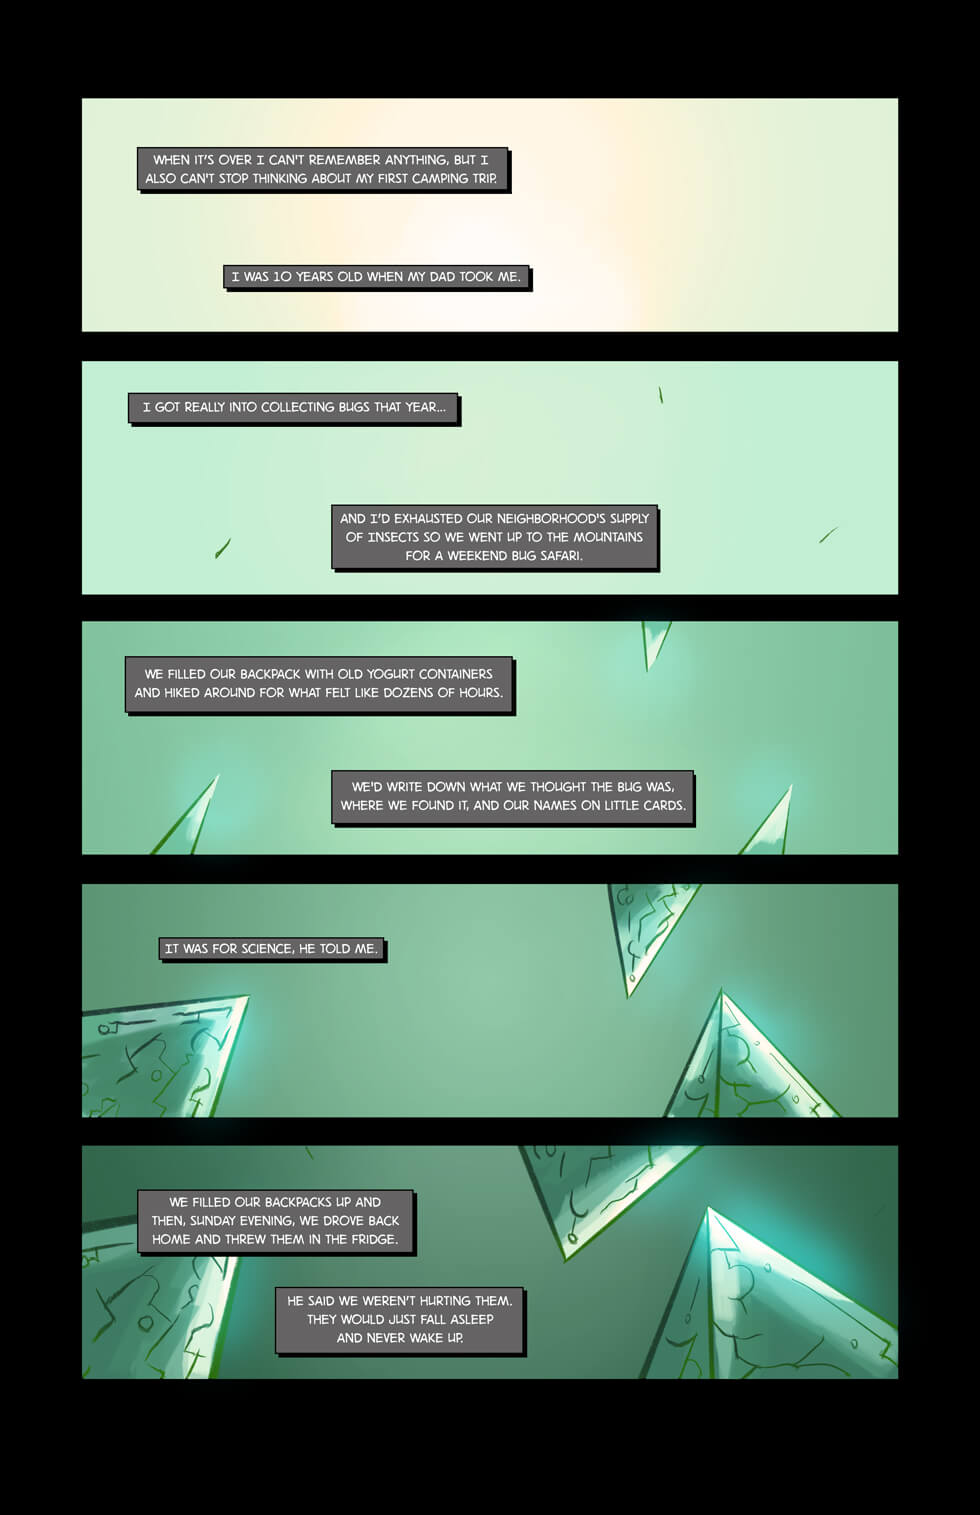 WHEN IT'S OVER I CAN'T REMEMBER ANYTHING, BUT I
ALSO CAN'T STOP THINKING ABOUT MY FIRST CAMPING TRIP.
I WAS 10 YEARS OLD WHEN MY DAD TOOK ME.
I GOT REALLY INTO COLLECTING BUGS THAT YEAR...
AND I'D EXHAUSTED OUR NEIGHBORHOOD'S SUPPLY
OF INSECTS SO WE WENT UP TO THE MOUNTAINS
FOR A WEEKEND BUG SAFARI.
WE FILLED OUR BACKPACK WITH OLD YOGURT CONTAINERS
AND HIKED AROUND FOR WHAT FELT LIKE DOZENS OF HOURS.
WE'D WRITE DOWN WHAT WE THOUGHT THE BUG WAS,
WHERE WE FOUND IT, AND OUR NAMES ON LITTLE CARDS.
IT WAS FOR SCIENCE, HE TOLD ME.
WE FILLED OUR BACKPACKS UP AND
THEN, SUNDAY EVENING, WE DROVE BACK
HOME AND THREW THEM IN THE FRIDGE.
HE SAID WE WEREN'T HURTING THEM.
THEY WOULD JUST FALL ASLEEP
AND NEVER WAKE UP.